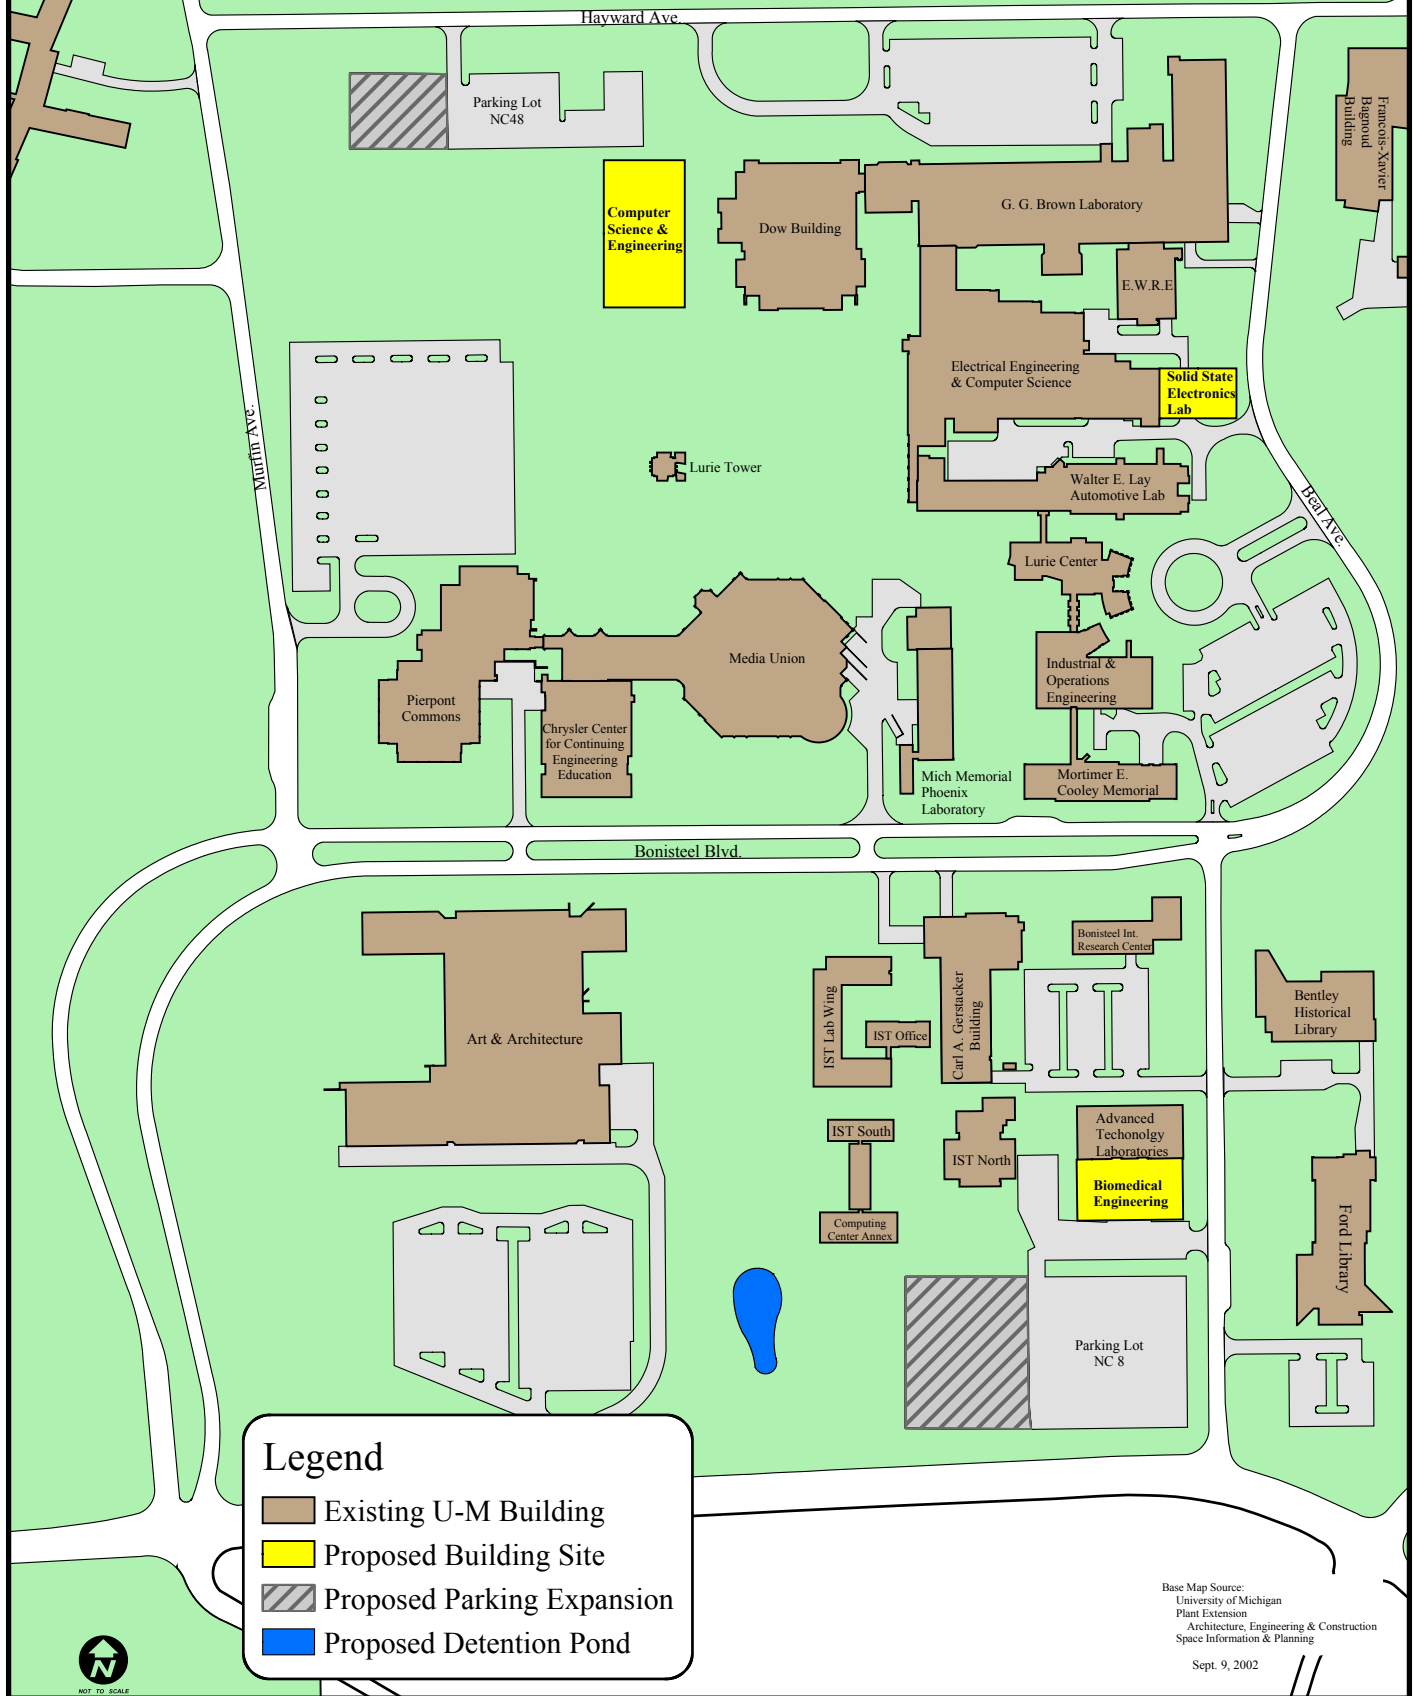 Hayward Ave.
Parking Lot
NC48
Francois-Xavier
Bagnoud
Building
Computer
Science &
Engineering
Dow Building
G. G. Brown Laboratory
E.W.R.E
Electrical Engineering
& Computer Science
Solid State
Electronics
Lab
Murfin Ave.
Lurie Tower
Walter E. Lay
Automotive Lab
Beal Ave.
Lurie Center
Media Union
Industrial &
Operations
Engineering
Pierpont
Commons
Chrysler Center
for Continuing
Engineering
Education
Mich Memorial
Phoenix
Laboratory
Mortimer E.
Cooley Memorial
Bonisteel Blvd.
Bonisteel Int.
Research Center
Art & Architecture
IST Lab Wing
IST Office
Carl A. Gerstacker
Building
Bentley
Historical
Library
IST South
IST North
Advanced
Techonolgy
Laboratories
Biomedical
Engineering
Computing
Center Annex
Ford Library
Parking Lot
NC 8
Legend
Existing U-M Building
Proposed Building Site
Proposed Parking Expansion
Proposed Detention Pond
Base Map Source:
University of Michigan
Plant Extension
Architecture, Engineering & Construction
Space Information & Planning
Sept. 9, 2002
N
NOT TO SCALE